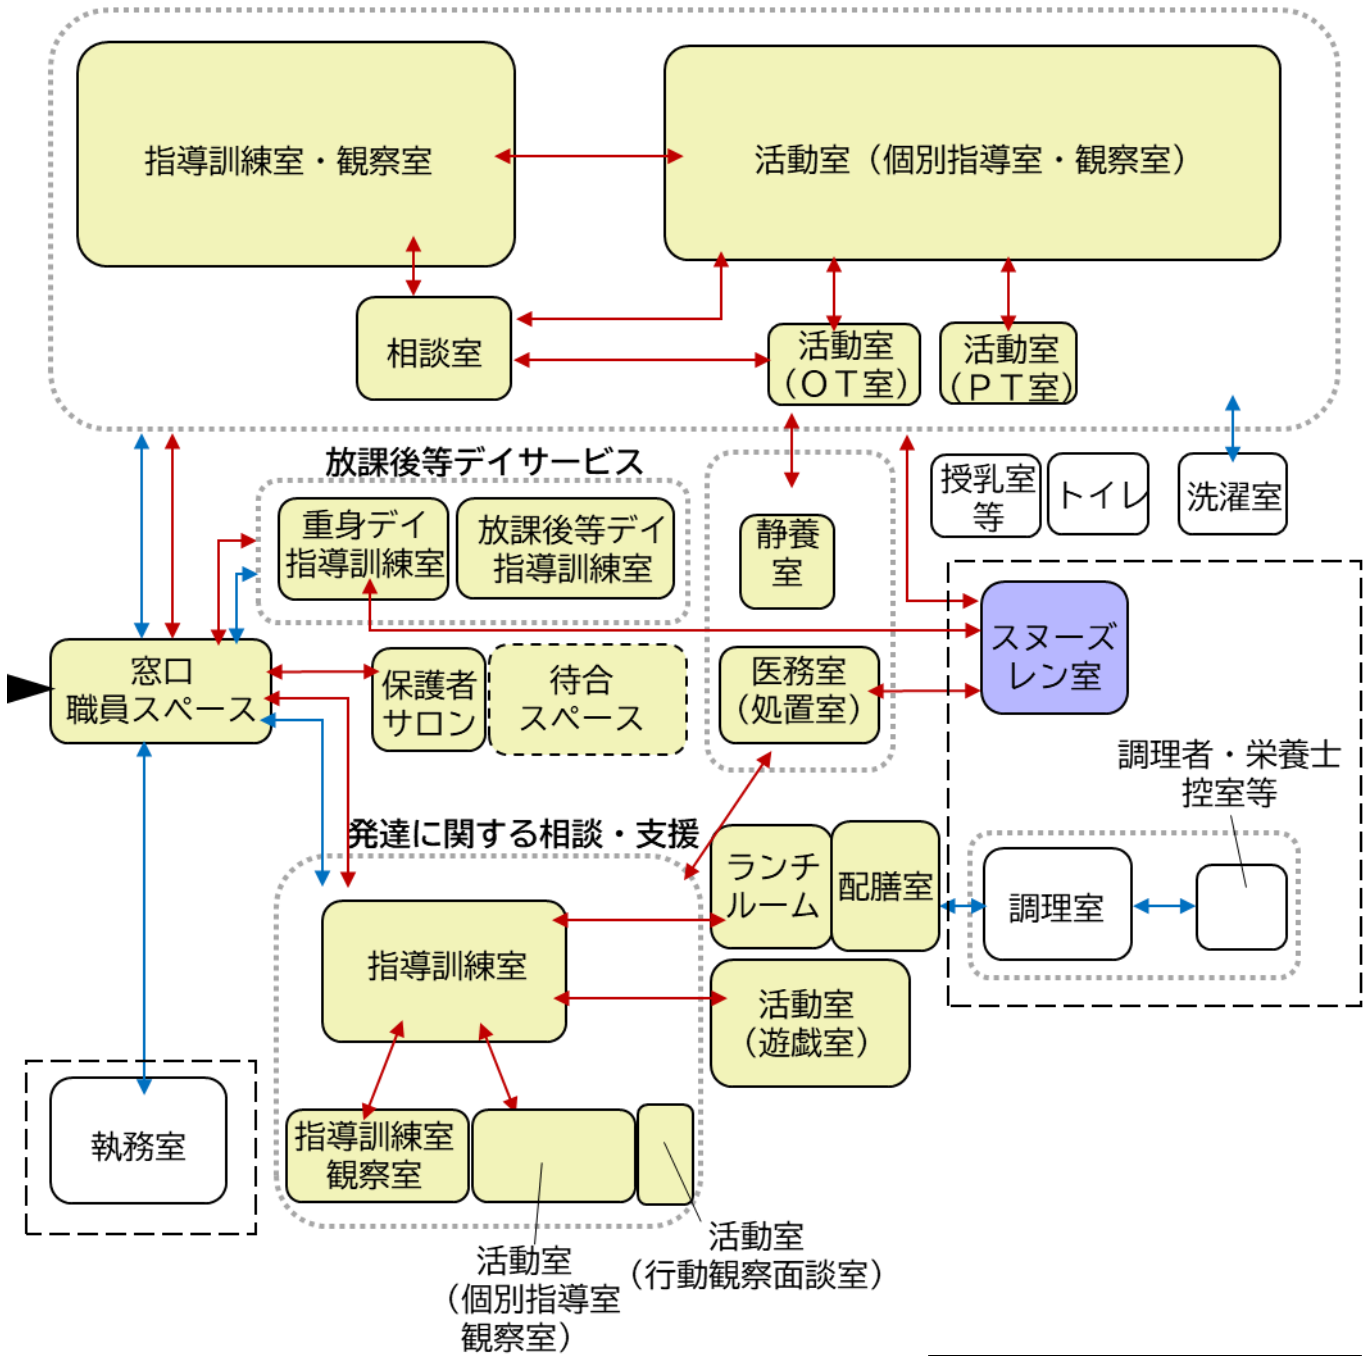 指導訓練室・観察室
活動室（個別指導室・観察室）
相談室
活動室
（ＯＴ室）
活動室
（ＰＴ室）
放課後等デイサービス
重身デイ
指導訓練室
放課後等デイ
指導訓練室
静養
室
授乳室
等
トイレ
洗濯室
窓口
職員スペース
保護者
サロン
待合
スペース
医務室
（処置室）
スヌーズ
レン室
調理者・栄養士
控室等
発達に関する相談・支援
ランチ
ルーム
配膳室
調理室
指導訓練室
活動室
（遊戯室）
執務室
指導訓練室
観察室
活動室
（個別指導室
観察室）
活動室
（行動観察面談室）